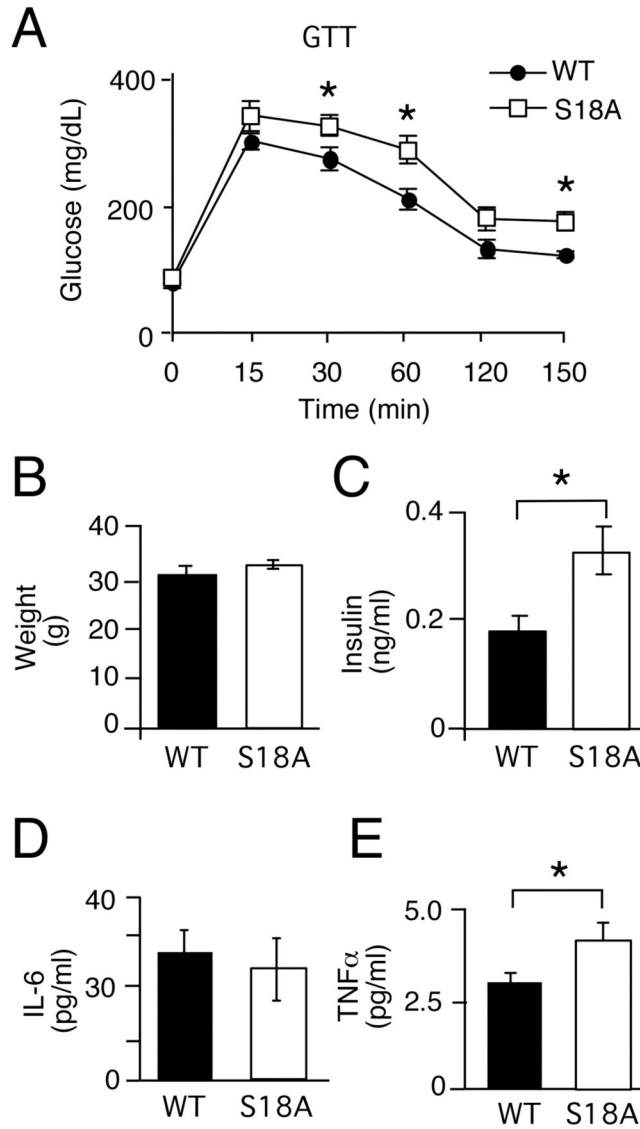 A
GTT
WT
S18A
400
200
0
Glucose (mg/dL)
*
*
*
0 15 30 60 120 150
Time (min)
B
40
30
20
10
0
Weight
(g)
WT S18A
C
*
0.4
0.2
0
Insulin
(ng/ml)
WT S18A
D
40
30
0
IL-6
(pg/ml)
WT S18A
E
*
5.0
2.5
0
TNFα
(pg/ml)
WT S18A